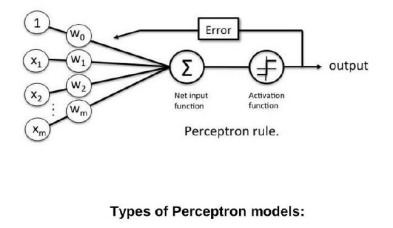 1
w₀
Error
x₁
w₁
Σ
output
x₂
w₂
⋮
wₘ
xₘ
Net input
function
Activation
function
Perceptron rule.
Types of Perceptron models: